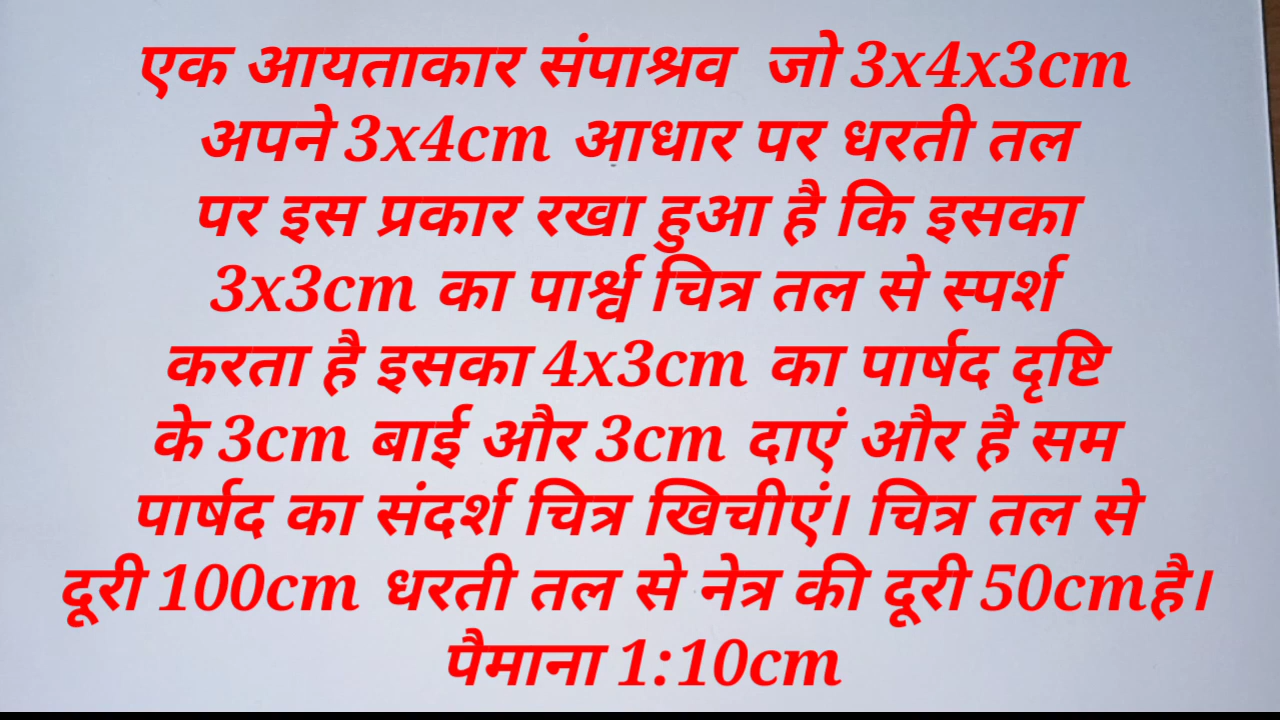 एक आयताकार संपाश्रव जो 3x4x3cm
अपने 3x4cm आधार पर धरती तल
पर इस प्रकार रखा हुआ है कि इसका
3x3cm का पार्श्व चित्र तल से स्पर्श
करता है इसका 4x3cm का पार्षद दृष्टि
के 3cm बाई और 3cm दाएं और है सम
पार्षद का संदर्श चित्र खिचीएं। चित्र तल से
दूरी 100cm धरती तल से नेत्र की दूरी 50cmहै।
पैमाना 1:10cm